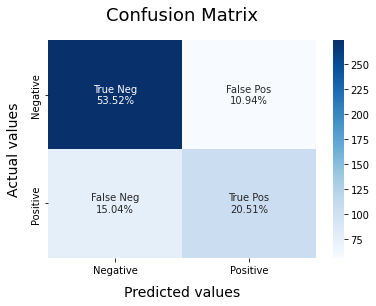 Confusion Matrix
Actual values
Negative
Positive
True Neg
53.52%
False Pos
10.94%
False Neg
15.04%
True Pos
20.51%
Negative
Positive
Predicted values
250
225
200
175
150
125
100
75